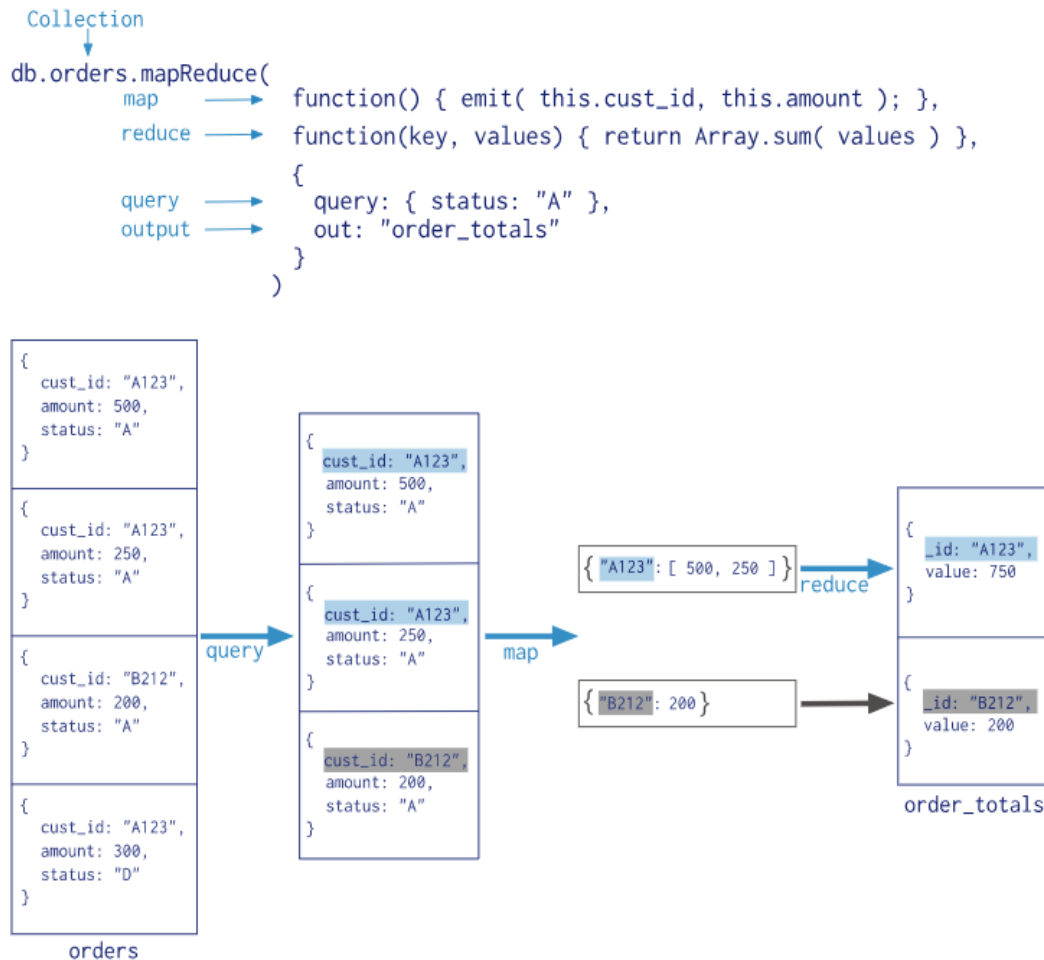 Collection
db.orders.mapReduce(
map function() { emit( this.cust_id, this.amount ); },
reduce function(key, values) { return Array.sum( values ) },
{
query query: { status: "A" },
output out: "order_totals"
}
)
{
cust_id: "A123",
amount: 500,
status: "A"
}
{
cust_id: "A123",
amount: 250,
status: "A"
}
{
cust_id: "B212",
amount: 200,
status: "A"
}
{
cust_id: "A123",
amount: 300,
status: "D"
}
orders
query
{
cust_id: "A123",
amount: 500,
status: "A"
}
{
cust_id: "A123",
amount: 250,
status: "A"
}
{
cust_id: "B212",
amount: 200,
status: "A"
}
map
{ "A123": [ 500, 250 ] }
{ "B212": 200 }
reduce
{
_id: "A123",
value: 750
}
{
_id: "B212",
value: 200
}
order_totals